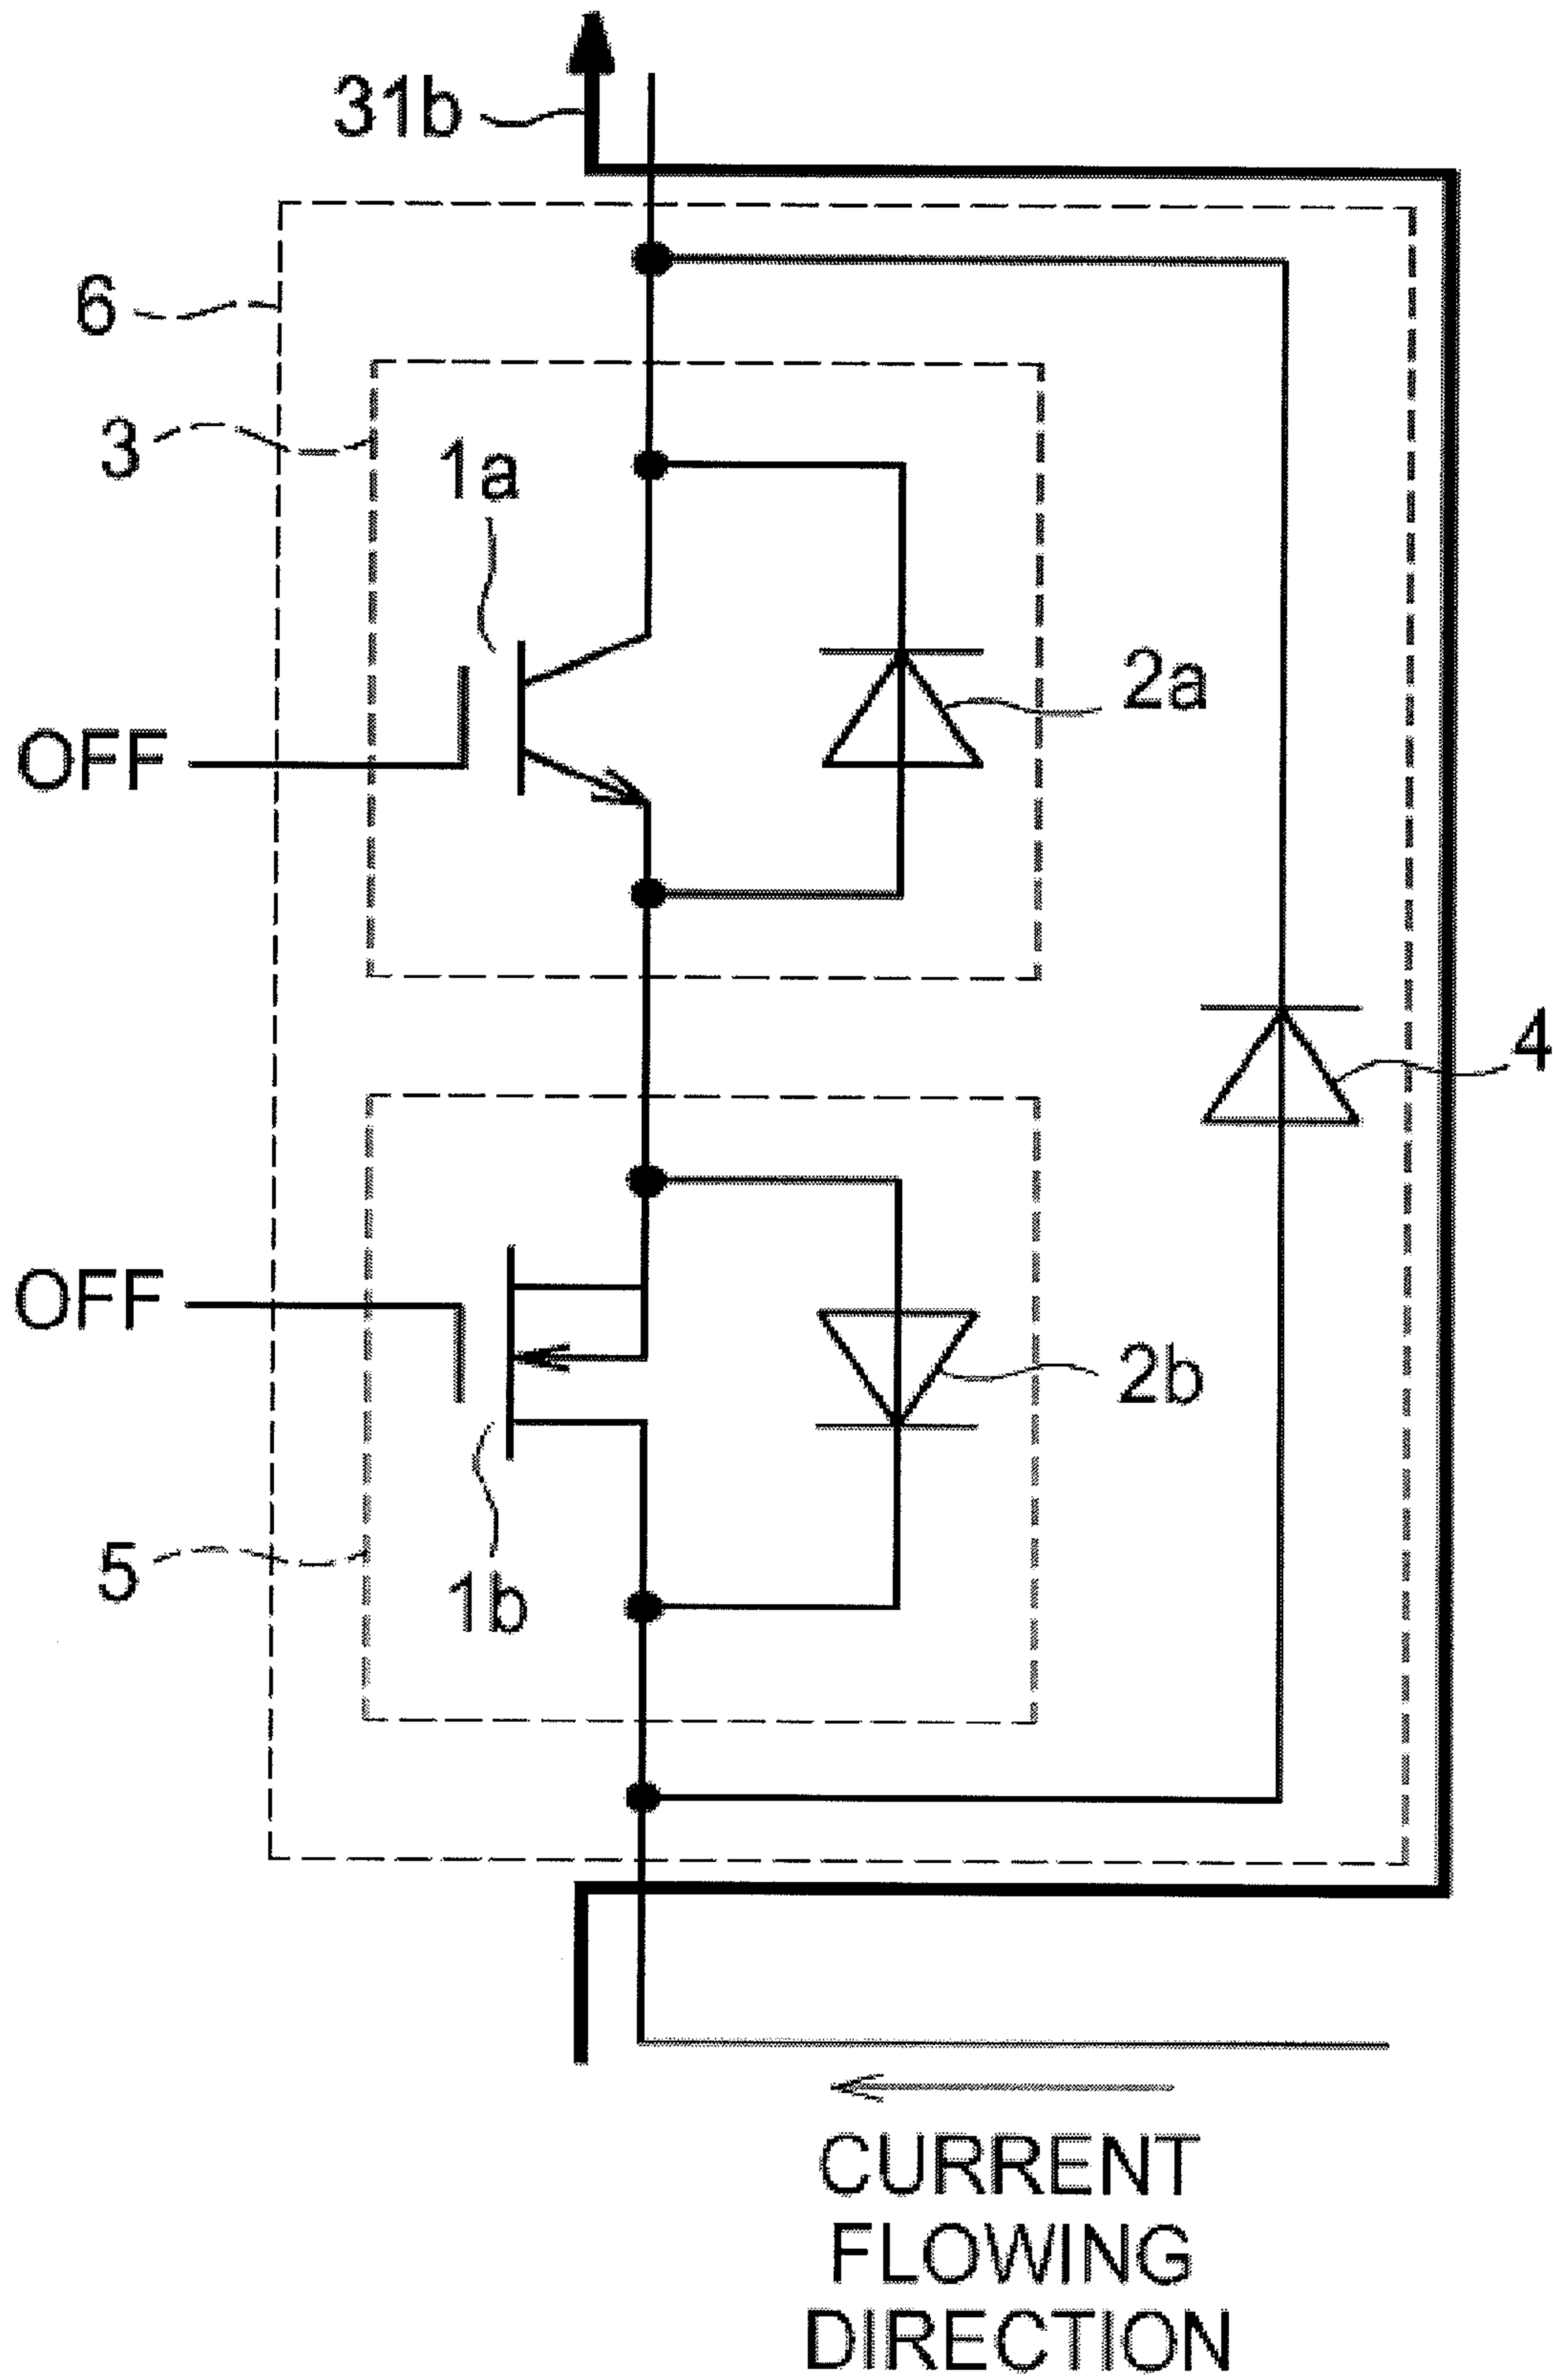 31b
6
3
1a
2a
OFF
4
OFF
2b
5
1b
CURRENT
FLOWING
DIRECTION